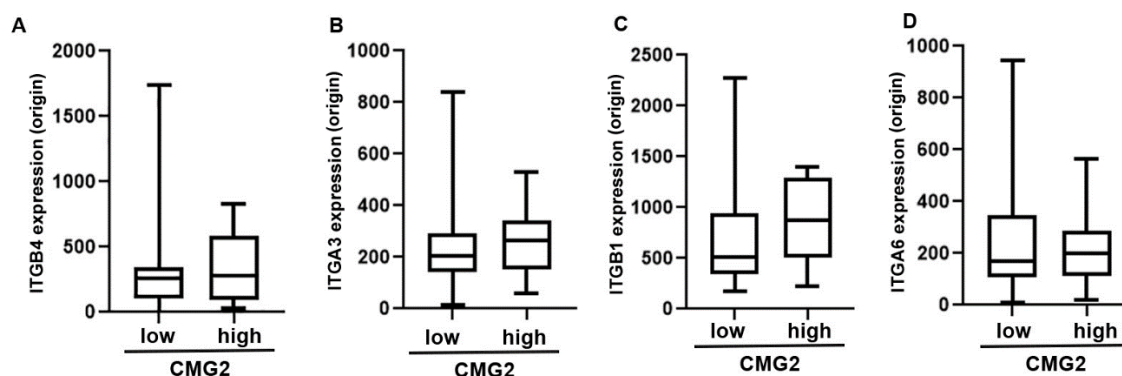 A
ITGB4 expression (origin)
2000
1500
1000
500
0
low high
CMG2
B
ITGA3 expression (origin)
1000
800
600
400
200
0
low high
CMG2
C
ITGB1 expression (origin)
2500
2000
1500
1000
500
0
low high
CMG2
D
ITGA6 expression (origin)
1000
800
600
400
200
0
low high
CMG2